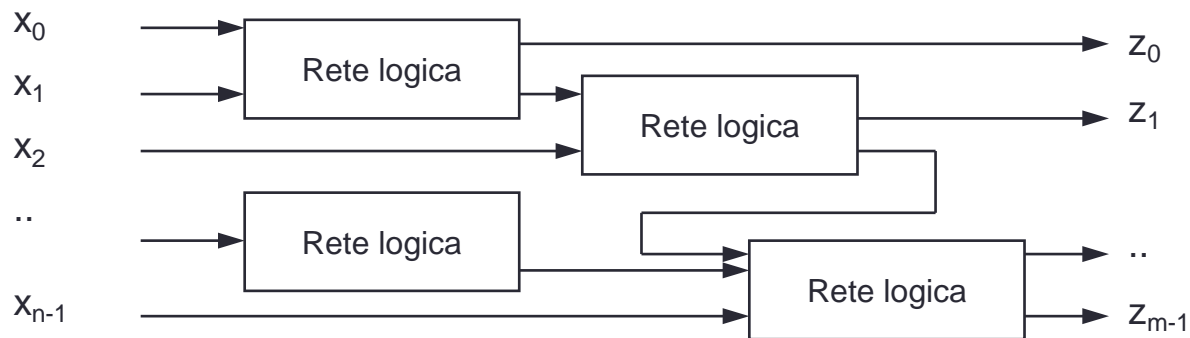 x0
Rete logica
z0
x1
Rete logica
z1
x2
..
Rete logica
Rete logica
..
xn-1
zm-1